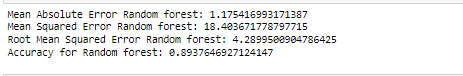 Mean Absolute Error Random forest: 1.175416993171387
Mean Squared Error Random forest: 18.403671778797715
Root Mean Squared Error Random forest: 4.2899500904786425
Accuracy for Random forest: 0.8937646927124147